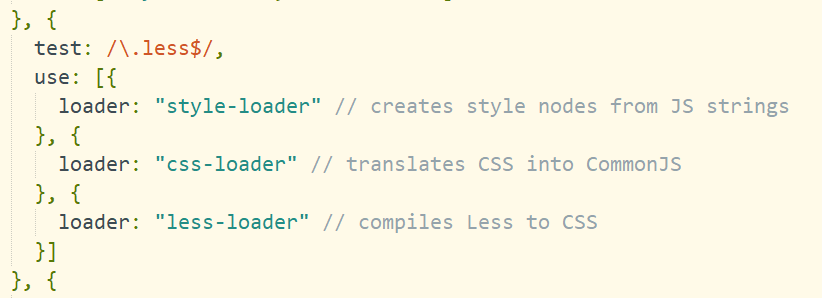 }, {
test: /\.less$/,
use: [{
loader: "style-loader" // creates style nodes from JS strings
}, {
loader: "css-loader" // translates CSS into CommonJS
}, {
loader: "less-loader" // compiles Less to CSS
}]
}, {